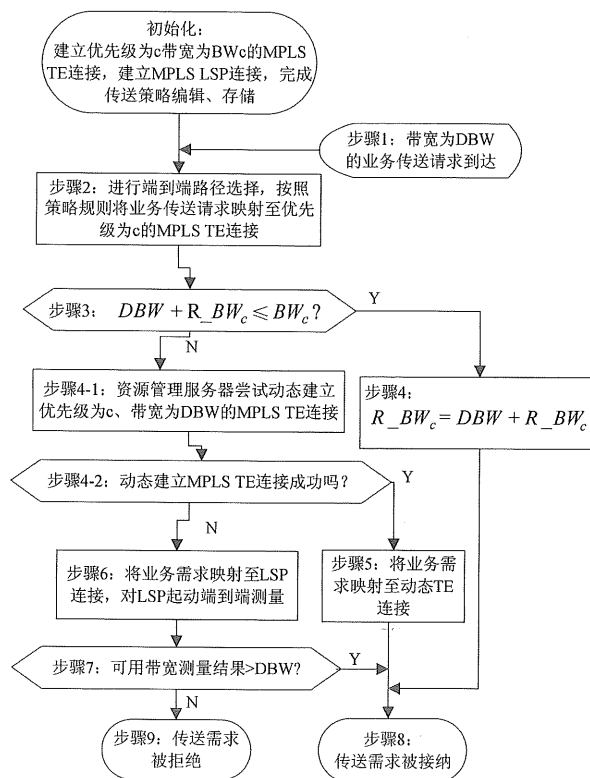 初始化:
建立优先级为c带宽为BWc的MPLS
TE连接，建立MPLS LSP连接，完成
传送策略编辑、存储
步骤1：带宽为DBW
的业务传送请求到达
步骤2：进行端到端路径选择，按照
策略规则将业务传送请求映射至优先
级为c的MPLS TE连接
步骤3： DBW + R_BWc ≤ BWc?
Y
N
步骤4-1：资源管理服务器尝试动态建立
优先级为c、带宽为DBW的MPLS TE连接
步骤4:
R_BWc = DBW + R_BWc
步骤4-2：动态建立MPLS TE连接成功吗?
Y
N
步骤6：将业务需求映射至LSP
连接，对LSP起动端到端测量
步骤5：将业务需
求映射至动态TE
连接
步骤7：可用带宽测量结果>DBW?
Y
N
步骤9：传送需求
被拒绝
步骤8：
传送需求被接纳